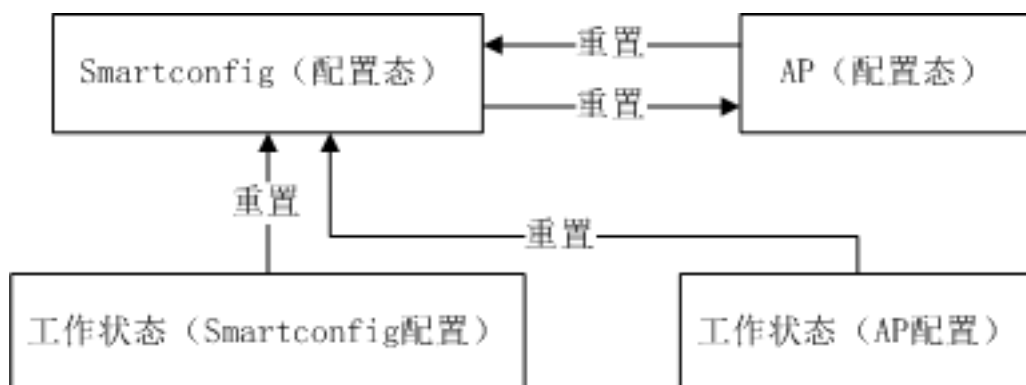 重置
Smartconfig（配置态）
AP（配置态）
重置
重置
重置
工作状态（Smartconfig配置）
工作状态（AP配置）